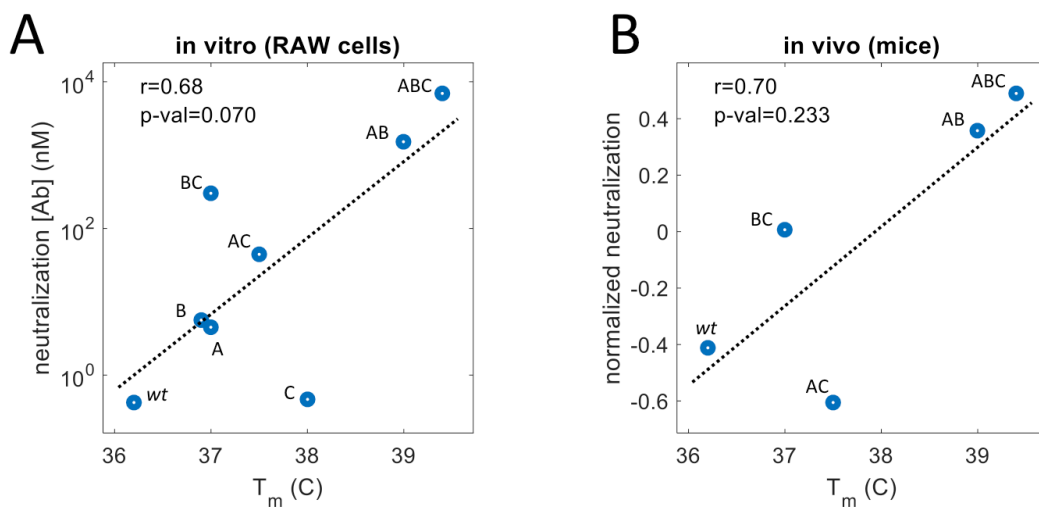 A
in vitro (RAW cells)
r=0.68
p-val=0.070
ABC
AB
BC
AC
B
A
C
wt
10^4
10^2
10^0
neutralization [Ab] (nM)
36 37 38 39
T_m (C)
B
in vivo (mice)
r=0.70
p-val=0.233
ABC
AB
BC
wt
AC
0.4
0.2
0
-0.2
-0.4
-0.6
normalized neutralization
36 37 38 39
T_m (C)